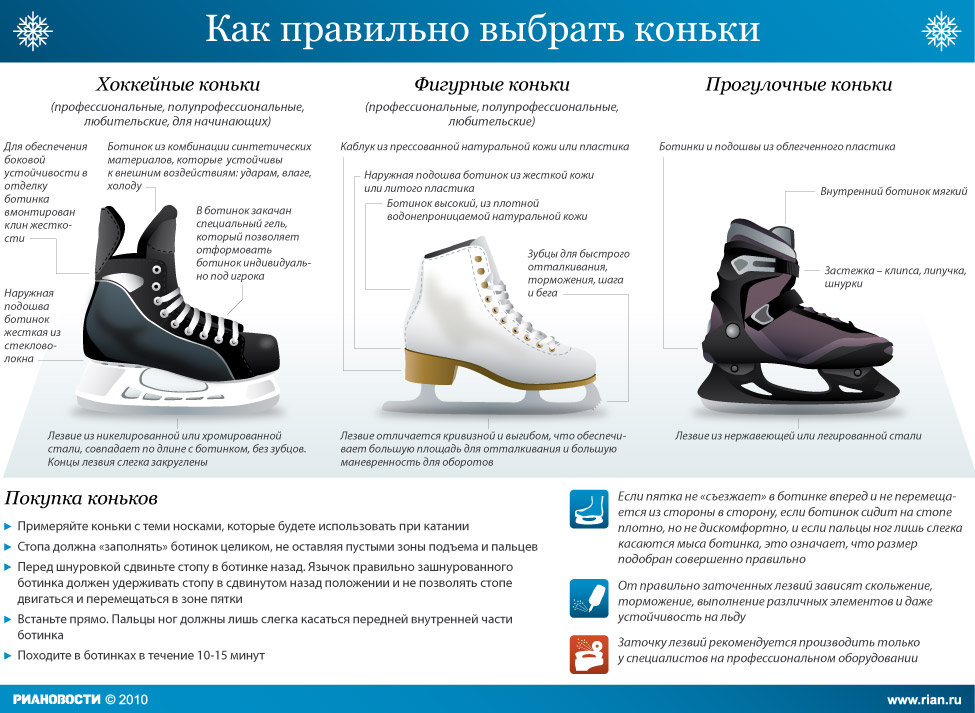 Как правильно выбрать коньки
Хоккейные коньки
(профессиональные, полупрофессиональные,
любительские, для начинающих)
Для обеспечения
боковой
устойчивости в
отделку
ботинка
вмонтирован
клин жестко-
сти
Ботинок из комбинации синтетических
материалов, которые устойчивы
к внешним воздействиям: ударам, влаге,
холоду
В ботинок закачан
специальный гель,
который позволяет
отформовать
ботинок индивидуаль-
но под игрока
Наружная
подошва
ботинок
жесткая из
стеклово-
локна
Лезвие из никелированной или хромированной
стали, совпадает по длине с ботинком, без зубцов.
Концы лезвия слегка закруглены
Фигурные коньки
(профессиональные, полупрофессиональные,
любительские)
Каблук из прессованной натуральной кожи или пластика
Наружная подошва ботинок из жесткой кожи
или литого пластика
Ботинок высокий, из плотной
водонепроницаемой натуральной кожи
Зубцы для быстрого
отталкивания,
торможения, шага
и бега
Лезвие отличается кривизной и выгибом, что обеспечи-
вает большую площадь для отталкивания и большую
маневренность для оборотов
Прогулочные коньки
Ботинки и подошвы из облегченного пластика
Внутренний ботинок мягкий
Застежка – клипса, липучка,
шнурки
Лезвие из нержавеющей или легированной стали
Покупка коньков
Примеряйте коньки с теми носками, которые будете использовать при катании
Стопа должна «заполнять» ботинок целиком, не оставляя пустыми зоны подъема и пальцев
Перед шнуровкой сдвиньте стопу в ботинке назад. Язычок правильно зашнурованного
ботинка должен удерживать стопу в сдвинутом назад положении и не позволять стопе
двигаться и перемещаться в зоне пятки
Встаньте прямо. Пальцы ног должны лишь слегка касаться передней внутренней части
ботинка
Походите в ботинках в течение 10-15 минут
Если пятка не «съезжает» в ботинке вперед и не перемеща-
ется из стороны в сторону, если ботинок сидит на стопе
плотно, но не дискомфортно, и если пальцы ног лишь слегка
касаются мыса ботинка, это означает, что размер
подобран совершенно правильно
От правильно заточенных лезвий зависят скольжение,
торможение, выполнение различных элементов и даже
устойчивость на льду
Заточку лезвий рекомендуется производить только
у специалистов на профессиональном оборудовании
РИАНОВОСТИ © 2010
www.rian.ru